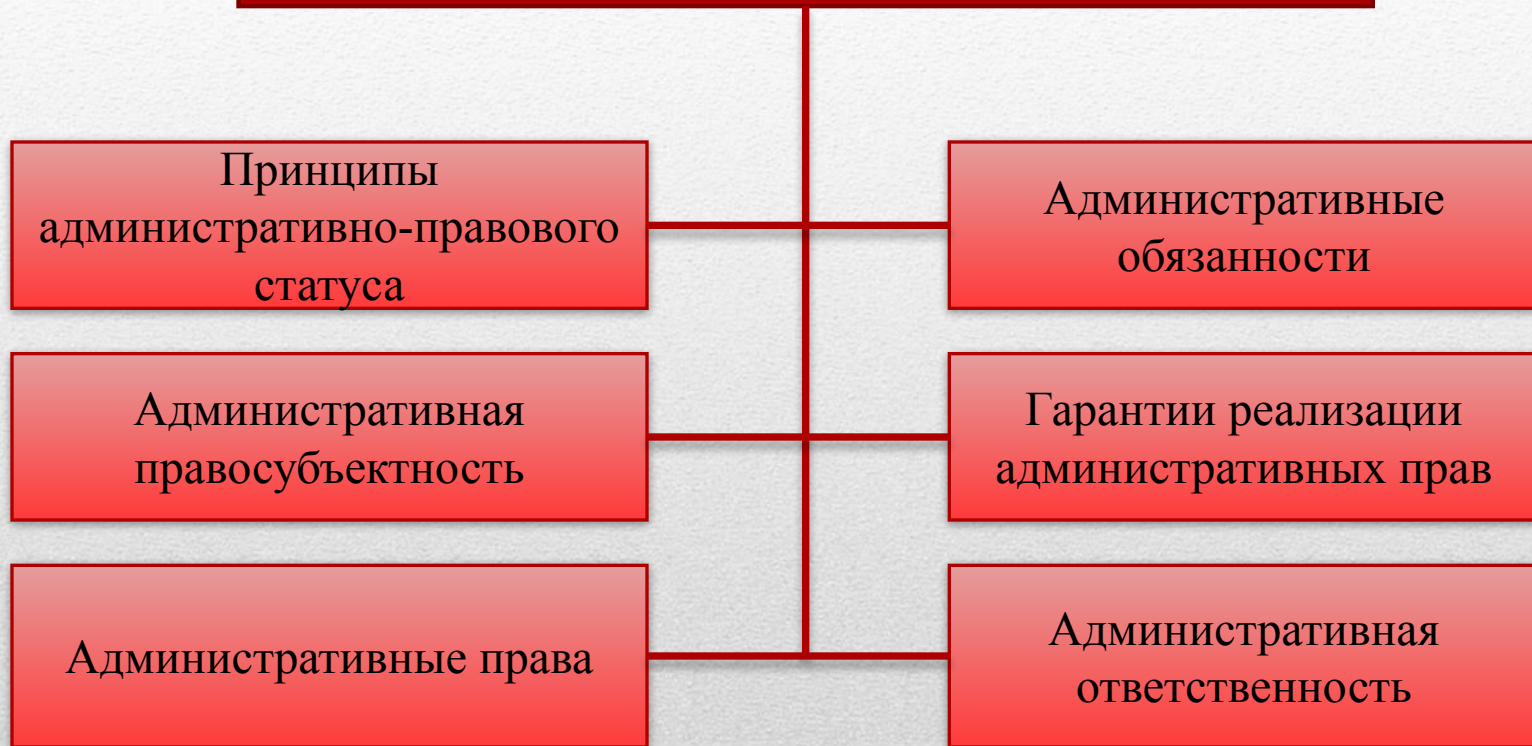 Принципы
административно-правового
статуса
Административные
обязанности
Административная
правосубъектность
Гарантии реализации
административных прав
Административные права
Административная
ответственность